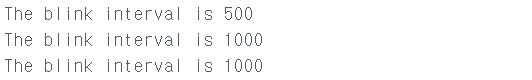 The blink interval is 500
The blink interval is 1000
The blink interval is 1000